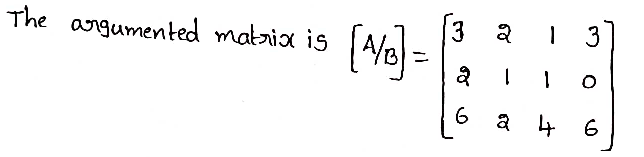 The argumented matrix is [A/B] = [3 2 1 3
2 1 1 0
6 2 4 6]